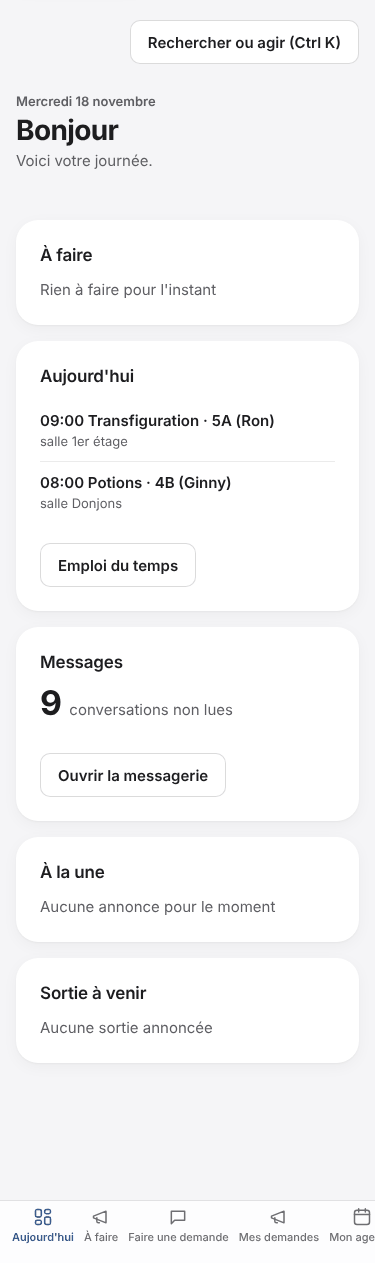 Rechercher ou agir (Ctrl K)
Mercredi 18 novembre
Bonjour
Voici votre journée.
À faire
Rien à faire pour l'instant
Aujourd'hui
09:00 Transfiguration · 5A (Ron)
salle 1er étage
08:00 Potions · 4B (Ginny)
salle Donjons
Emploi du temps
Messages
9 conversations non lues
Ouvrir la messagerie
À la une
Aucune annonce pour le moment
Sortie à venir
Aucune sortie annoncée
Aujourd'hui À faire Faire une demande Mes demandes Mon age